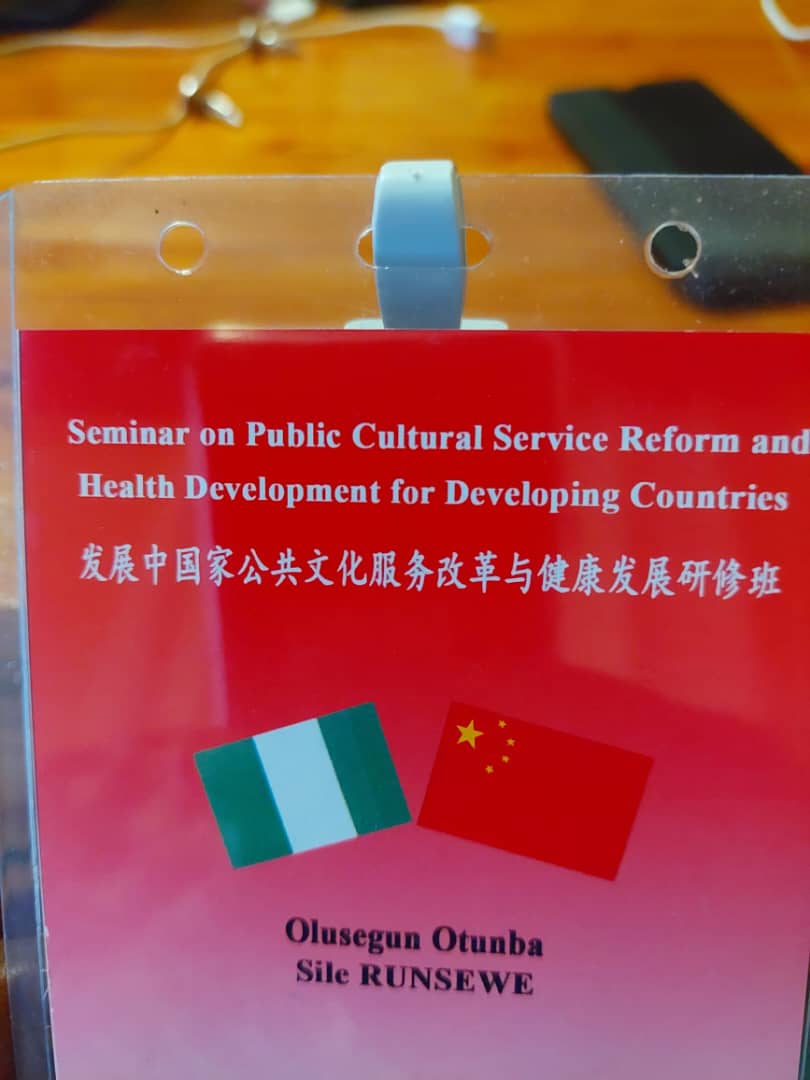 Seminar on Public Cultural Service Reform and
Health Development for Developing Countries
发展中国家公共文化服务改革与健康发展研修班
Olusegun Otunba
Sile RUNSEWE